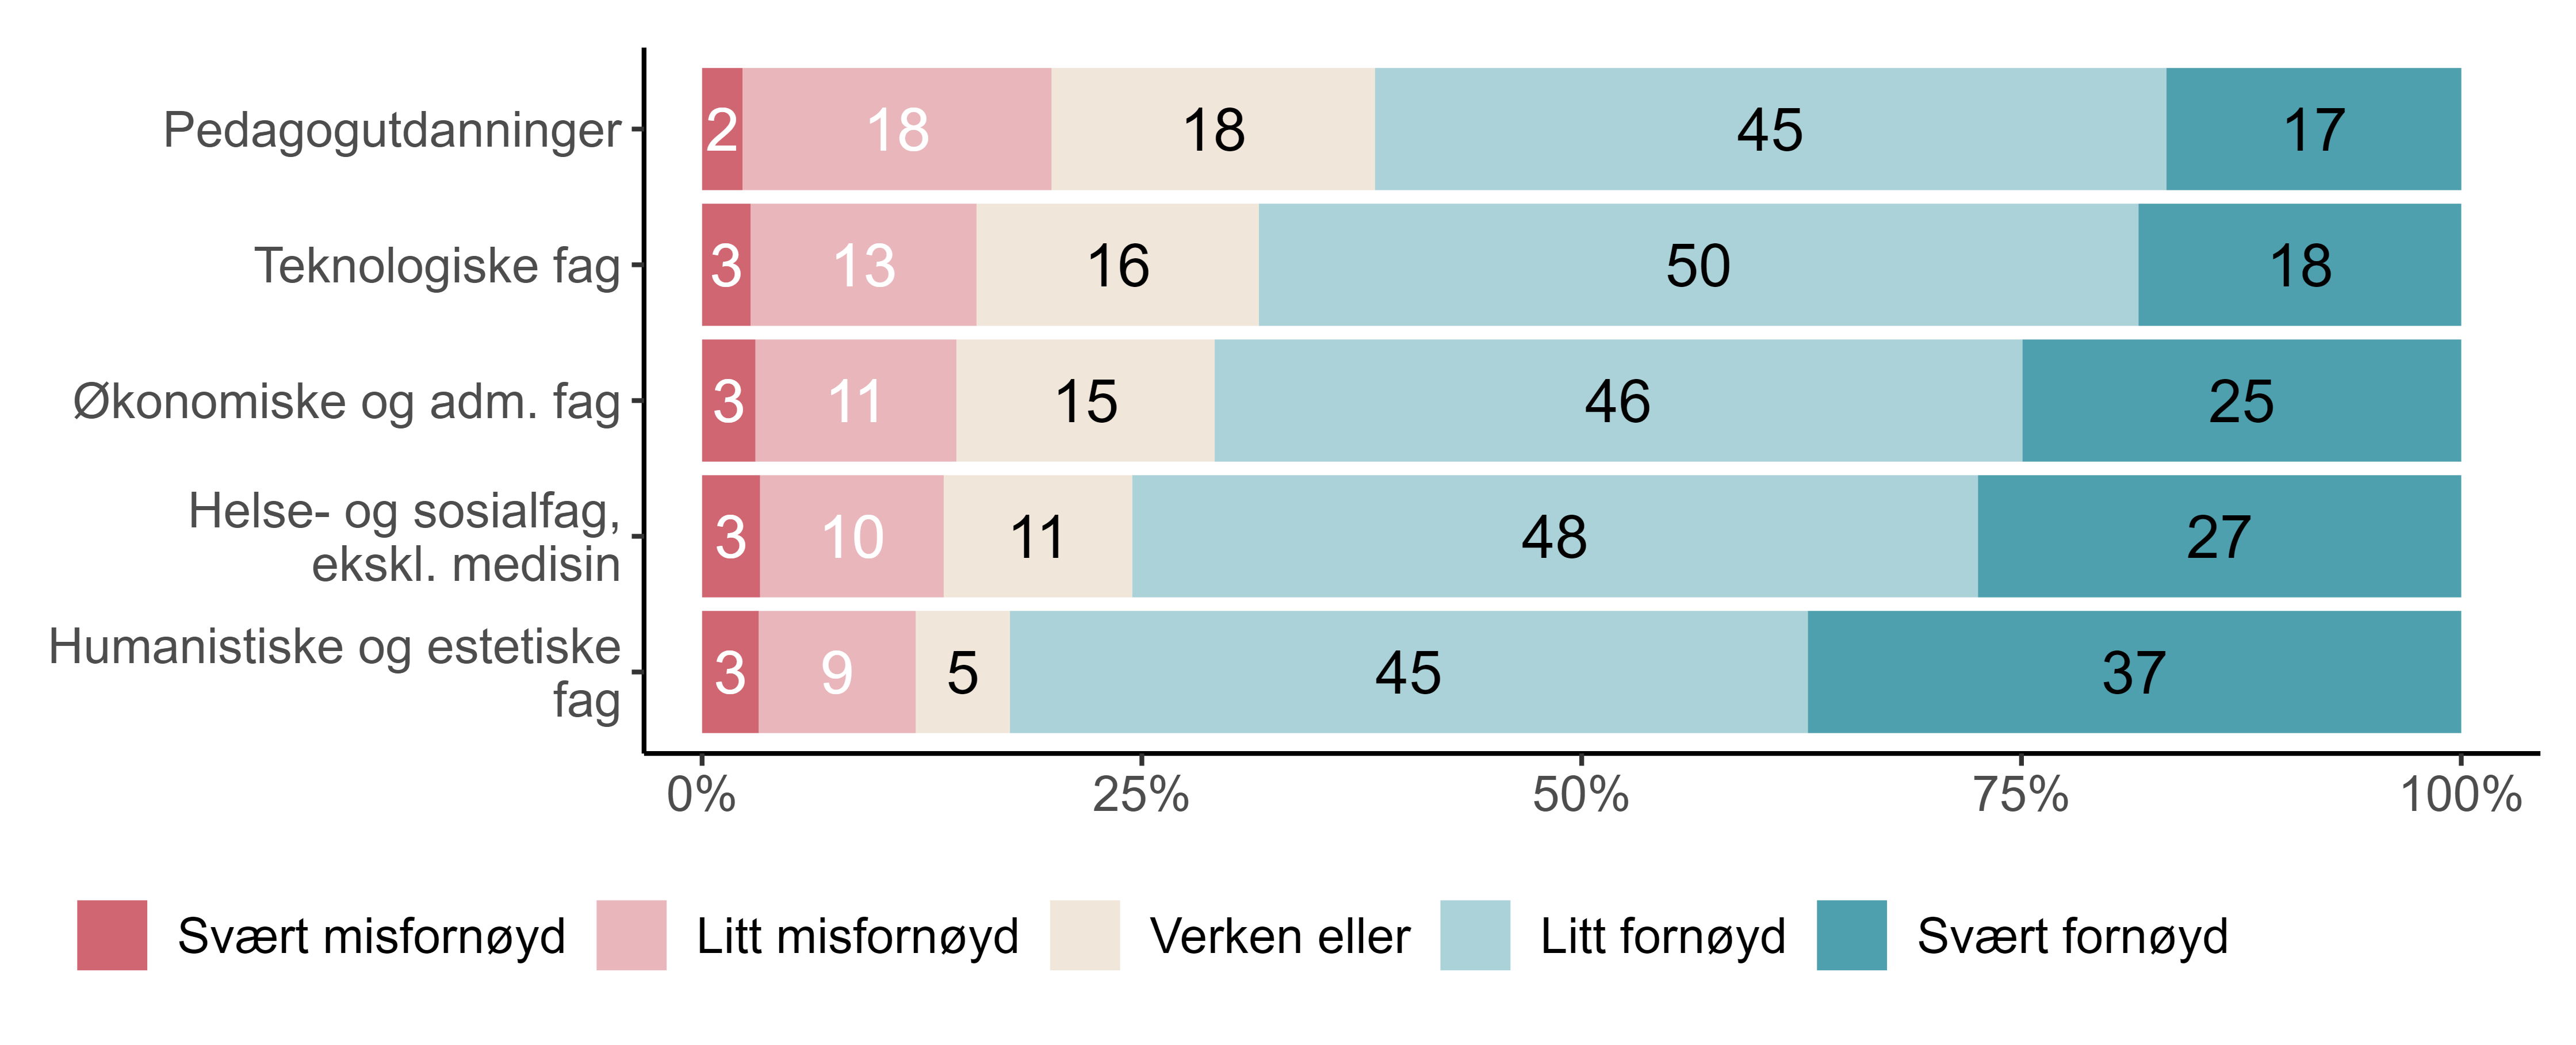 Pedagogutdanninger 2 18 18 45 17
Teknologiske fag 3 13 16 50 18
Økonomiske og adm. fag 3 11 15 46 25
Helse- og sosialfag,
ekskl. medisin 3 10 11 48 27
Humanistiske og estetiske
fag 3 9 5 45 37
0% 25% 50% 75% 100%
Svært misfornøyd Litt misfornøyd Verken eller Litt fornøyd Svært fornøyd